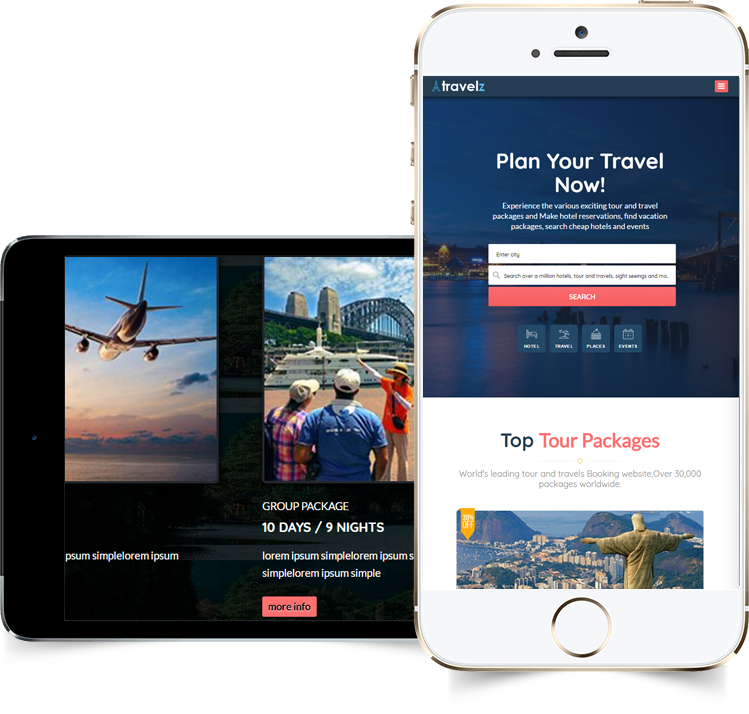 travelz
Plan Your Travel
Now!
Experience the various exciting tour and travel
packages and Make hotel reservations, find vacation
packages, search cheap hotels and events
Enter city
Search over a million hotels, tour and travels, sight seeings and mo..
SEARCH
HOTEL TRAVEL PLACES EVENTS
Top Tour Packages
World's leading tour and travels Booking website,Over 30,000
packages worldwide.
30%
OFF
GROUP PACKAGE
10 DAYS / 9 NIGHTS
psum simplelorem ipsum
lorem ipsum simplelorem ipsum s
simplelorem ipsum simple
more info